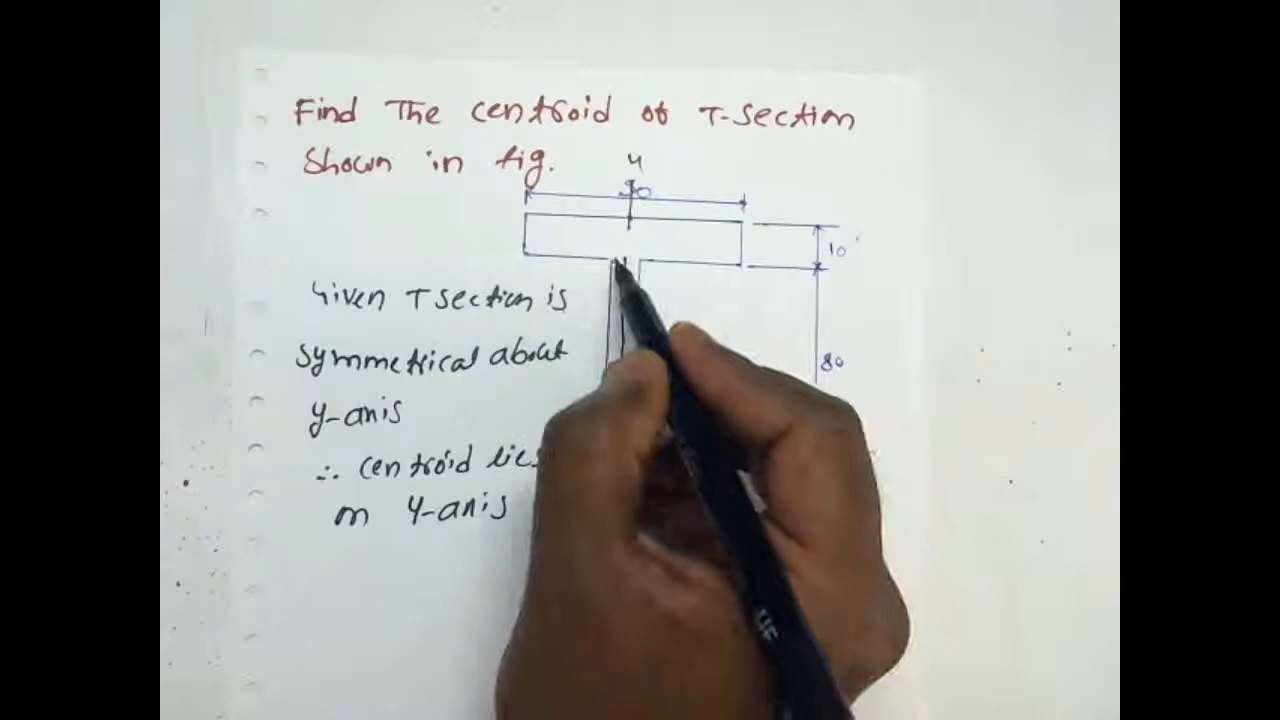 Find The centroid of T-section
Shown in fig.
y
90
10
Given T section is
Symmetrical about
80
y-axis
∴ centroid lies
on y-axis